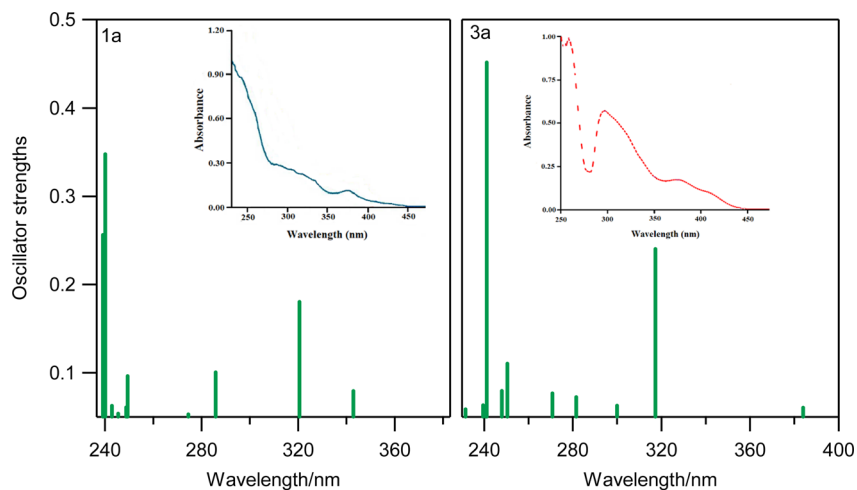 0.5
0.4
0.3
0.2
0.1
Oscillator strengths
1a
1.20
0.90
0.60
0.30
0.00
Absorbance
250 300 350 400 450
Wavelength (nm)
240 280 320 360
Wavelength/nm
3a
1.00
0.75
0.50
0.25
0.00
Absorbance
250 300 350 400 450
Wavelength (nm)
240 280 320 360 400
Wavelength/nm